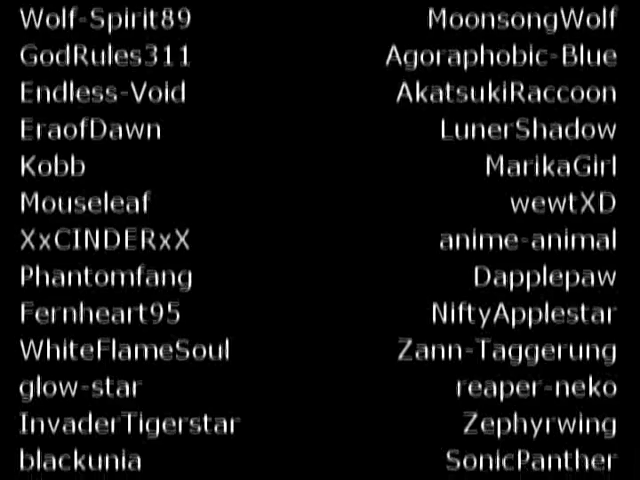 Wolf-Spirit89 MoonsongWolf
GodRules311 Agoraphobic-Blue
Endless-Void AkatsukiRaccoon
EraofDawn LunerShadow
Kobb MarikaGirl
Mouseleaf wewtXD
XxCINDERxX anime-animal
Phantomfang Dapplepaw
Fernheart95 NiftyApplestar
WhiteFlameSoul Zann-Taggerung
glow-star reaper-neko
InvaderTigerstar Zephyrwing
blackunia SonicPanther